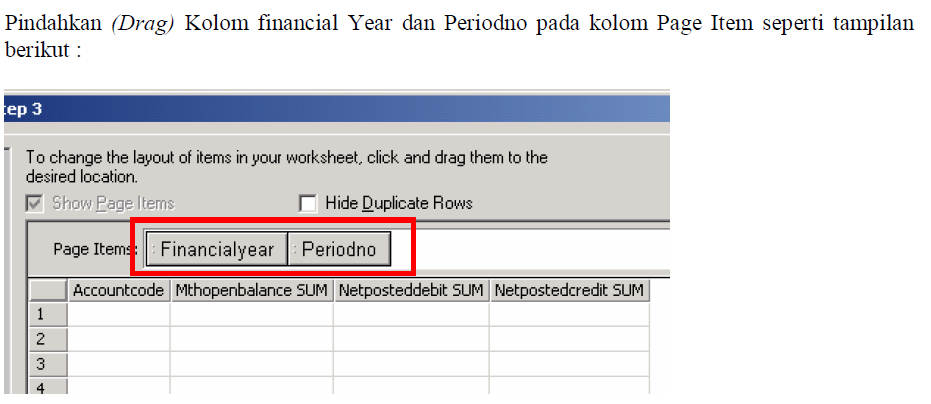 Pindahkan (Drag) Kolom financial Year dan Periodno pada kolom Page Item seperti tampilan
berikut :
tep 3
To change the layout of items in your worksheet, click and drag them to the
desired location.
Show Page Items Hide Duplicate Rows
Page Items: Financialyear Periodno
Accountcode Mthopenbalance SUM Netposteddebit SUM Netpostedcredit SUM
1
2
3
4